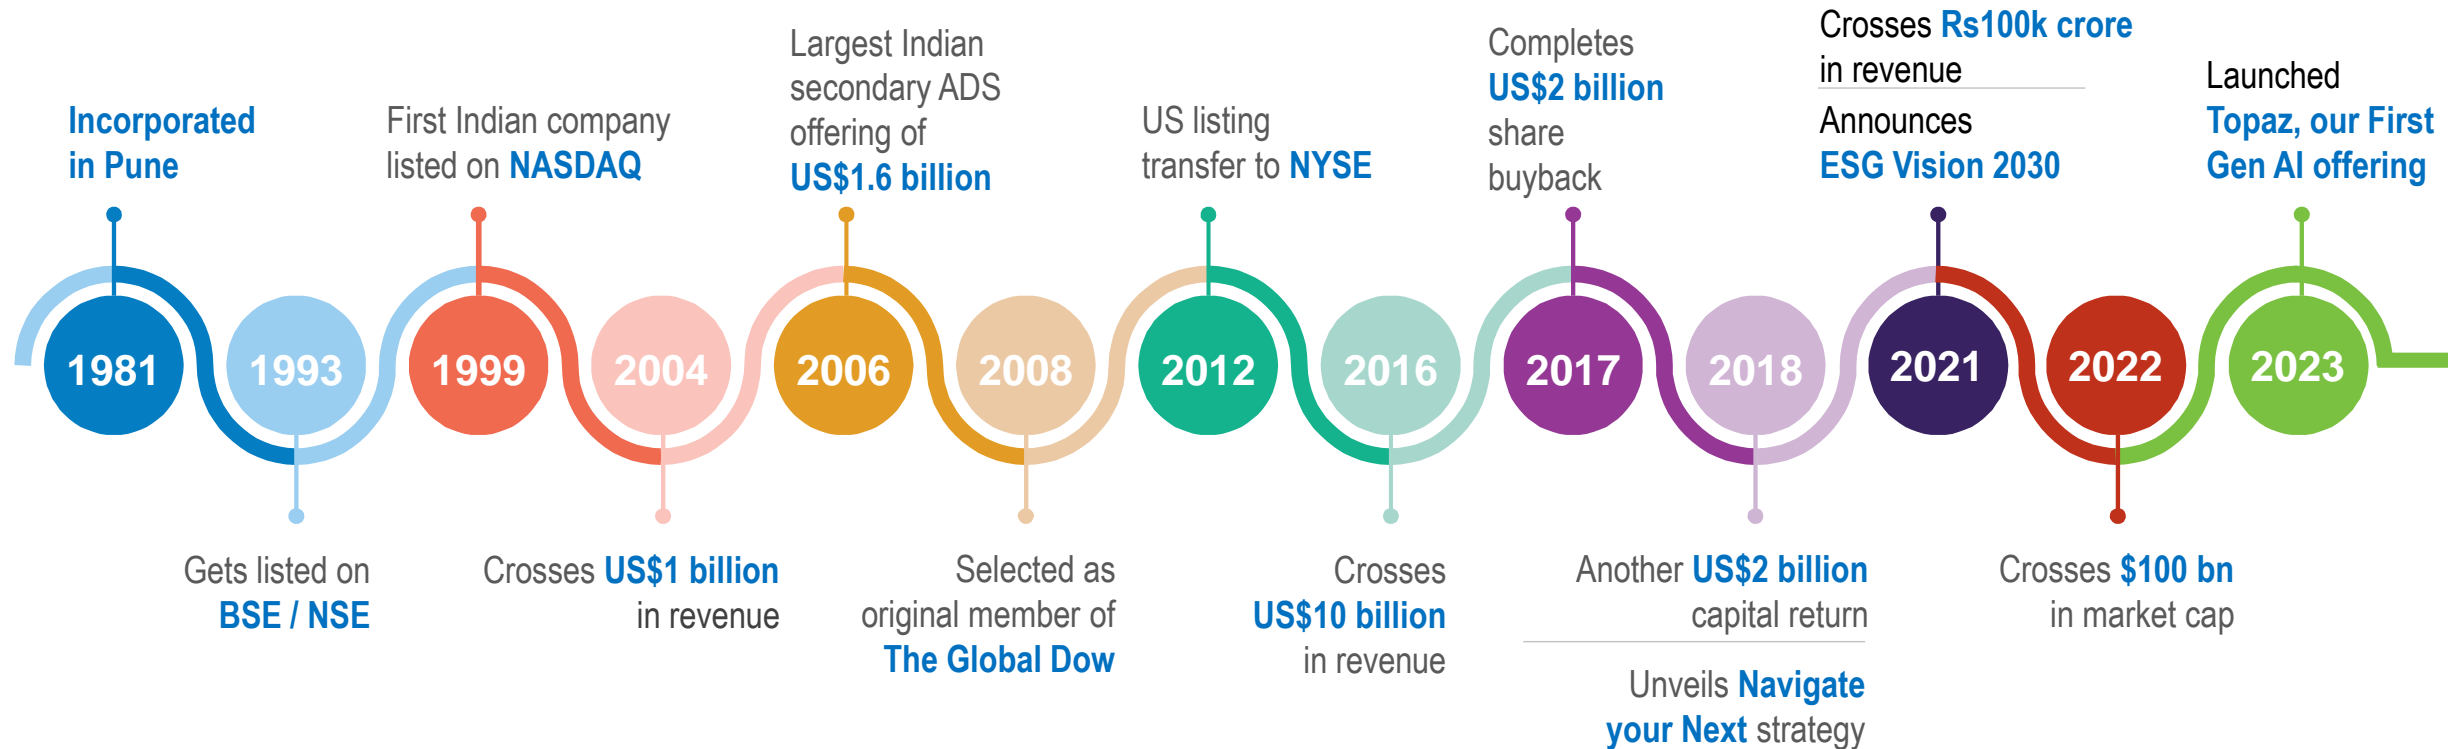 Incorporated
in Pune
1981
Gets listed on
BSE / NSE
1993
First Indian company
listed on NASDAQ
1999
Crosses US$1 billion
in revenue
2004
Largest Indian
secondary ADS
offering of
US$1.6 billion
2006
Selected as
original member of
The Global Dow
2008
US listing
transfer to NYSE
2012
Crosses
US$10 billion
in revenue
2016
Completes
US$2 billion
share
buyback
2017
Another US$2 billion
capital return
Unveils Navigate
your Next strategy
2018
Crosses Rs100k crore
in revenue
Announces
ESG Vision 2030
2021
Crosses $100 bn
in market cap
2022
Launched
Topaz, our First
Gen AI offering
2023